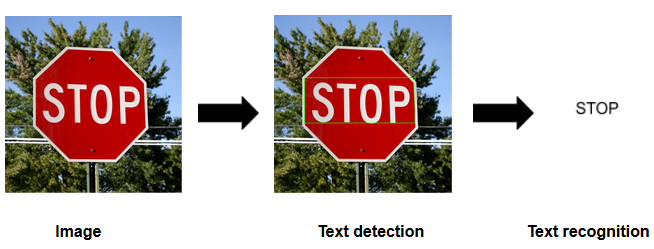 STOP
STOP
STOP
Image
Text detection
Text recognition